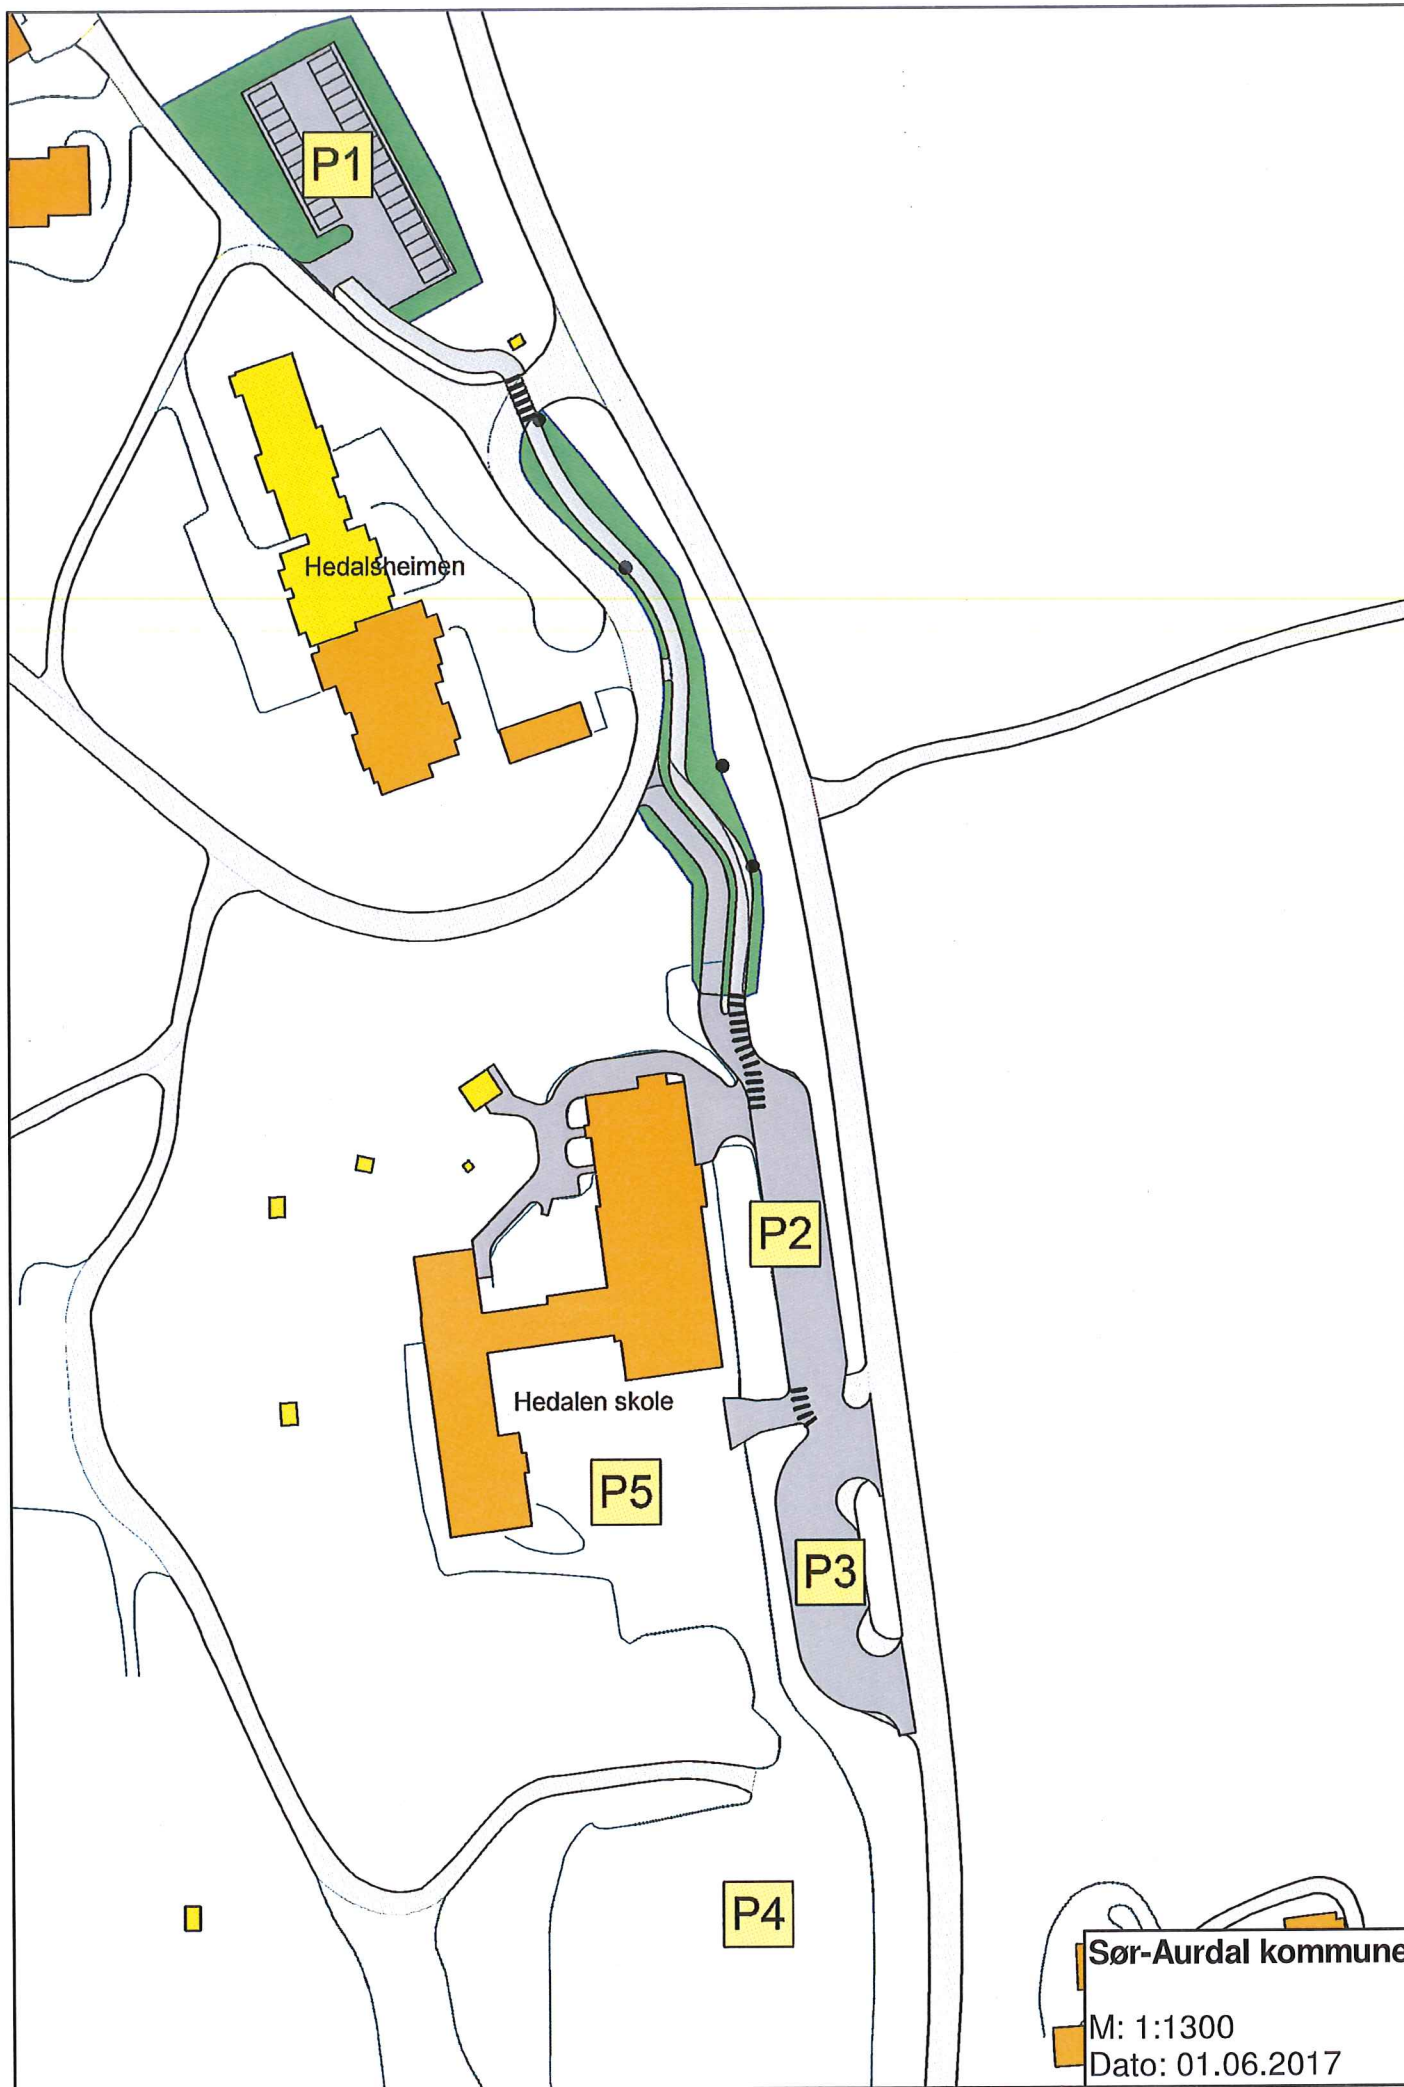 P1
Hedalsheimen
P2
Hedalen skole
P5
P3
P4
Sør-Aurdal kommune
M: 1:1300
Dato: 01.06.2017